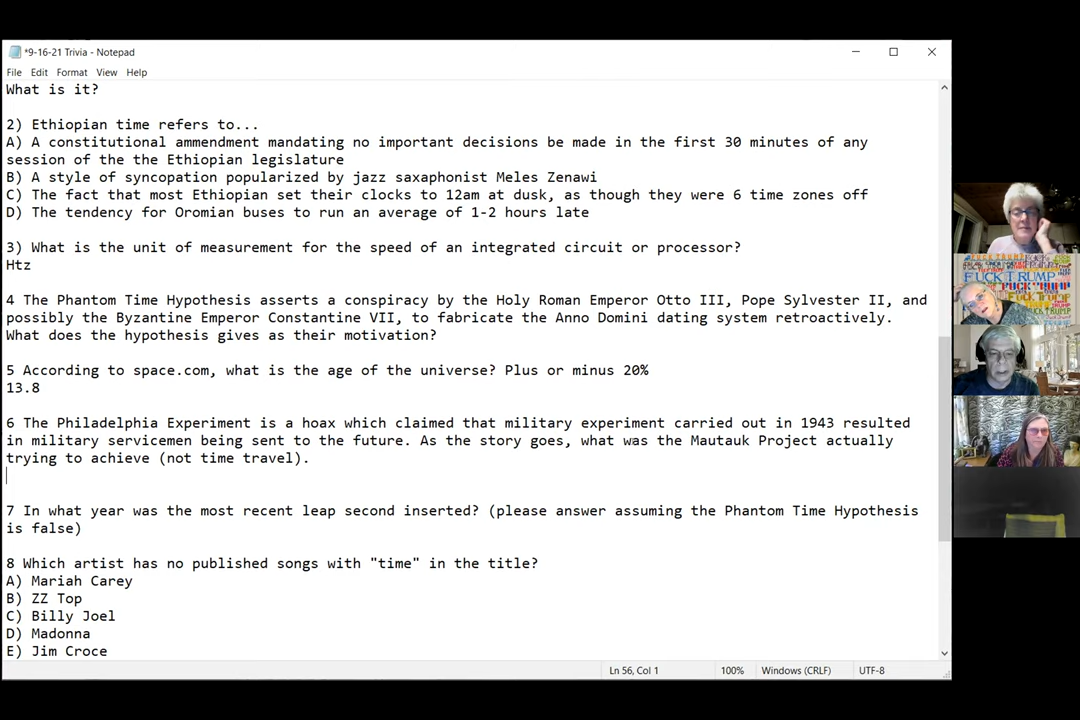 *9-16-21 Trivia - Notepad
File Edit Format View Help
What is it?
2) Ethiopian time refers to...
A) A constitutional ammendment mandating no important decisions be made in the first 30 minutes of any
session of the the Ethiopian legislature
B) A style of syncopation popularized by jazz saxaphonist Meles Zenawi
C) The fact that most Ethiopian set their clocks to 12am at dusk, as though they were 6 time zones off
D) The tendency for Oromian buses to run an average of 1-2 hours late
3) What is the unit of measurement for the speed of an integrated circuit or processor?
Htz
4 The Phantom Time Hypothesis asserts a conspiracy by the Holy Roman Emperor Otto III, Pope Sylvester II, and
possibly the Byzantine Emperor Constantine VII, to fabricate the Anno Domini dating system retroactively.
What does the hypothesis gives as their motivation?
5 According to space.com, what is the age of the universe? Plus or minus 20%
13.8
6 The Philadelphia Experiment is a hoax which claimed that military experiment carried out in 1943 resulted
in military servicemen being sent to the future. As the story goes, what was the Mautauk Project actually
trying to achieve (not time travel).
7 In what year was the most recent leap second inserted? (please answer assuming the Phantom Time Hypothesis
is false)
8 Which artist has no published songs with "time" in the title?
A) Mariah Carey
B) ZZ Top
C) Billy Joel
D) Madonna
E) Jim Croce
Ln 56, Col 1 100% Windows (CRLF) UTF-8
FUCK TRUMP
FUCK TRUMP